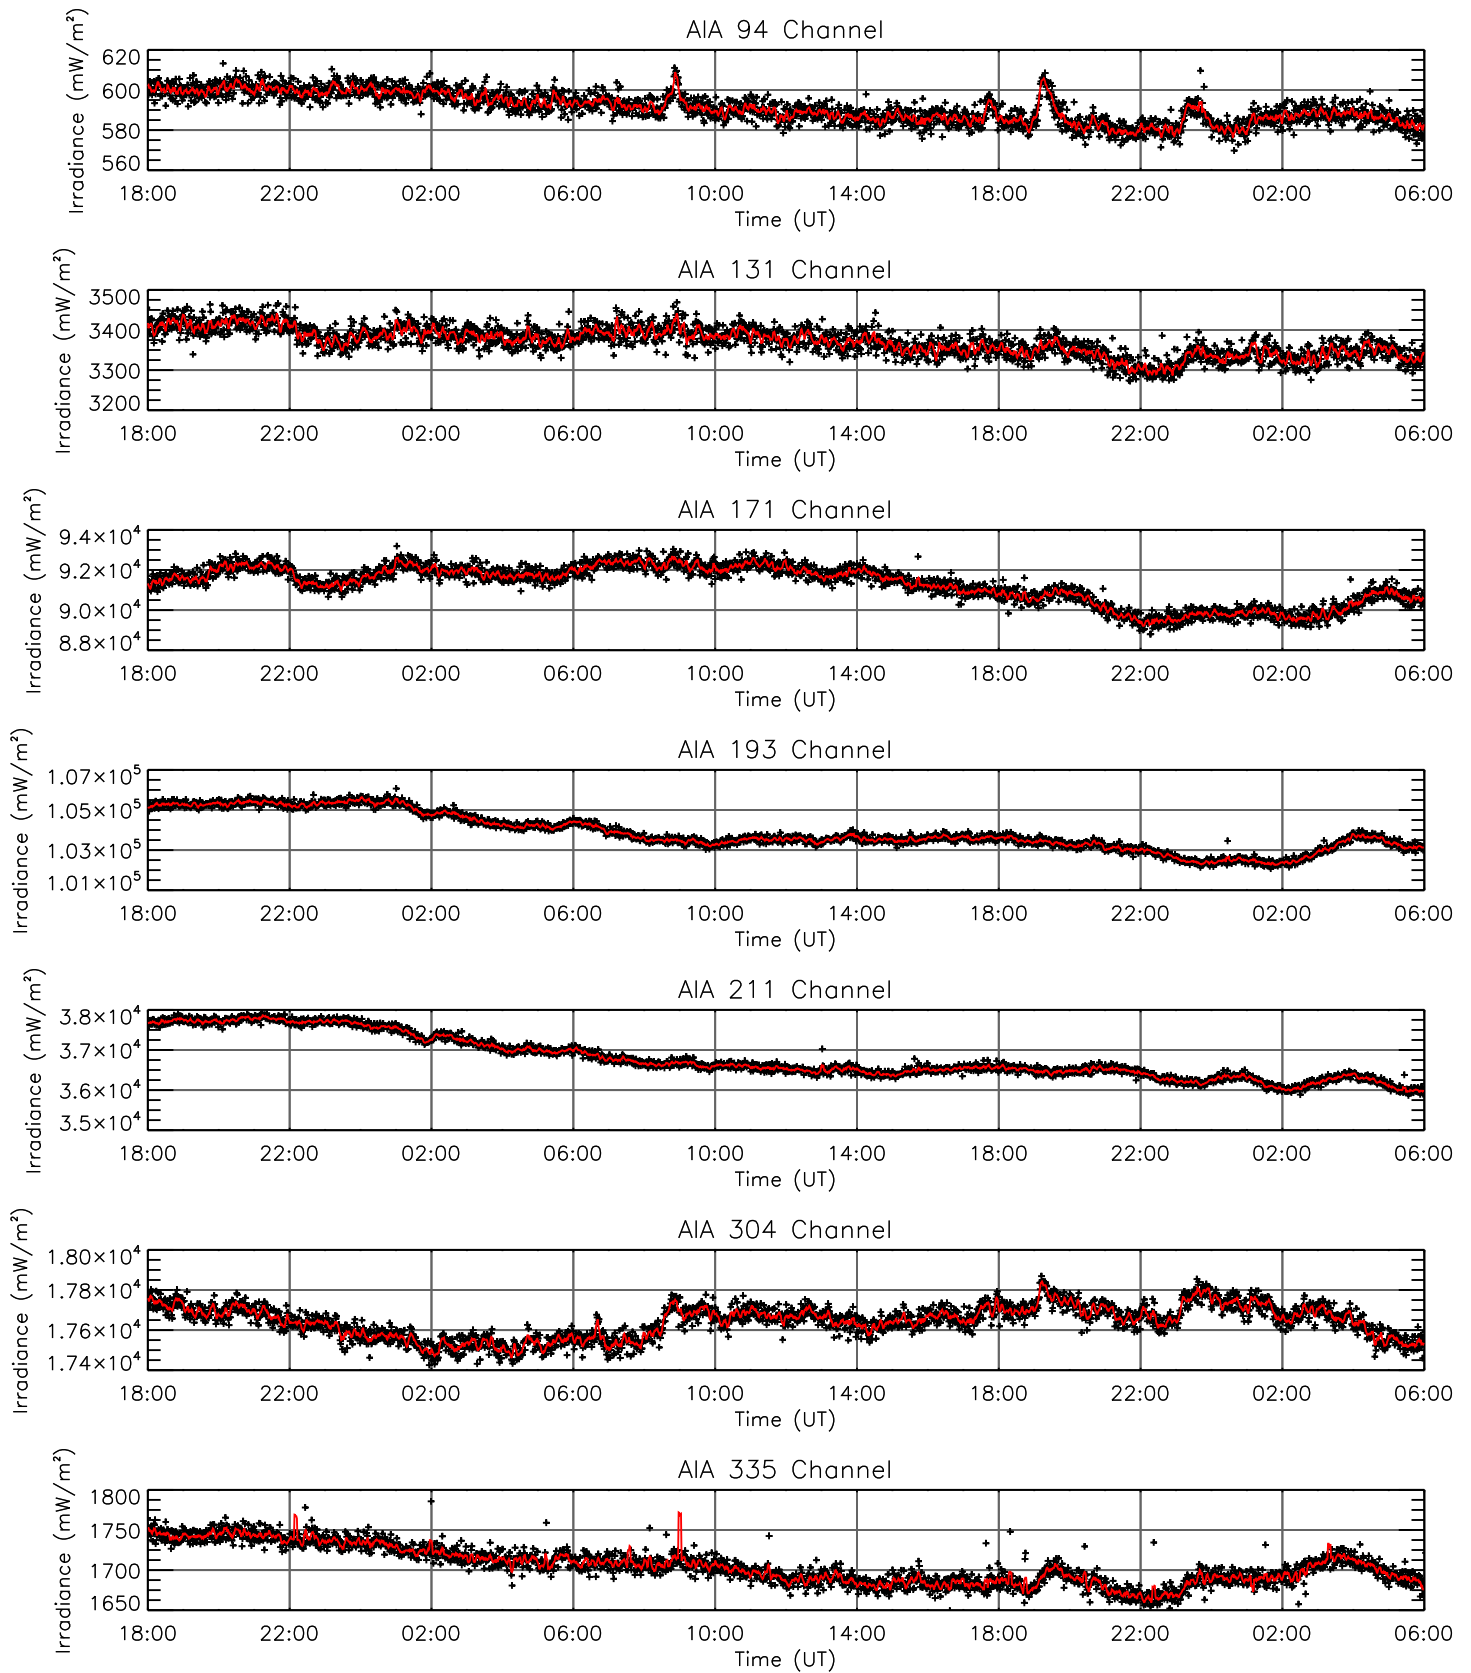 AIA 94 Channel
Irradiance (mW/m²)
620
600
580
560
18:00 22:00 02:00 06:00 10:00 14:00 18:00 22:00 02:00 06:00
Time (UT)
AIA 131 Channel
Irradiance (mW/m²)
3500
3400
3300
3200
18:00 22:00 02:00 06:00 10:00 14:00 18:00 22:00 02:00 06:00
Time (UT)
AIA 171 Channel
Irradiance (mW/m²)
9.4×10⁴
9.2×10⁴
9.0×10⁴
8.8×10⁴
18:00 22:00 02:00 06:00 10:00 14:00 18:00 22:00 02:00 06:00
Time (UT)
AIA 193 Channel
Irradiance (mW/m²)
1.07×10⁵
1.05×10⁵
1.03×10⁵
1.01×10⁵
18:00 22:00 02:00 06:00 10:00 14:00 18:00 22:00 02:00 06:00
Time (UT)
AIA 211 Channel
Irradiance (mW/m²)
3.8×10⁴
3.7×10⁴
3.6×10⁴
3.5×10⁴
18:00 22:00 02:00 06:00 10:00 14:00 18:00 22:00 02:00 06:00
Time (UT)
AIA 304 Channel
Irradiance (mW/m²)
1.80×10⁴
1.78×10⁴
1.76×10⁴
1.74×10⁴
18:00 22:00 02:00 06:00 10:00 14:00 18:00 22:00 02:00 06:00
Time (UT)
AIA 335 Channel
Irradiance (mW/m²)
1800
1750
1700
1650
18:00 22:00 02:00 06:00 10:00 14:00 18:00 22:00 02:00 06:00
Time (UT)